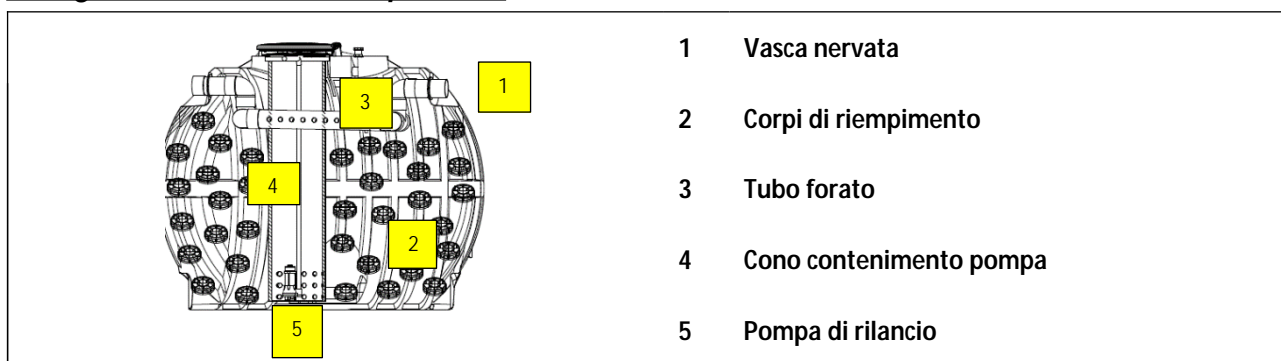 1 Vasca nervata
2 Corpi di riempimento
3 Tubo forato
4 Cono contenimento pompa
5 Pompa di rilancio
1
3
4
2
5